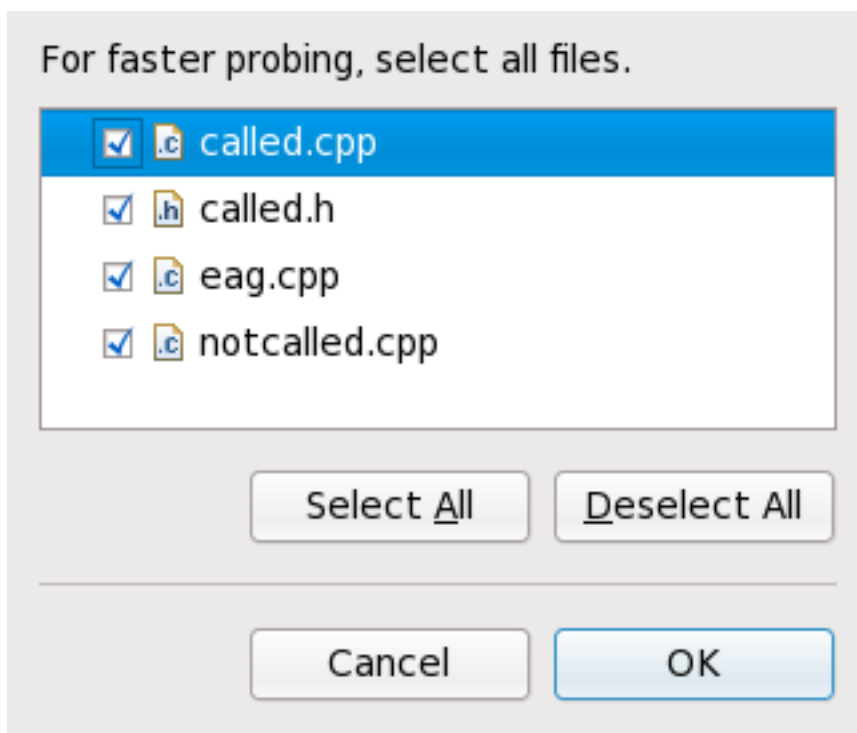 For faster probing, select all files.
.c called.cpp
.h called.h
.c eag.cpp
.c notcalled.cpp
Select All Deselect All
Cancel OK